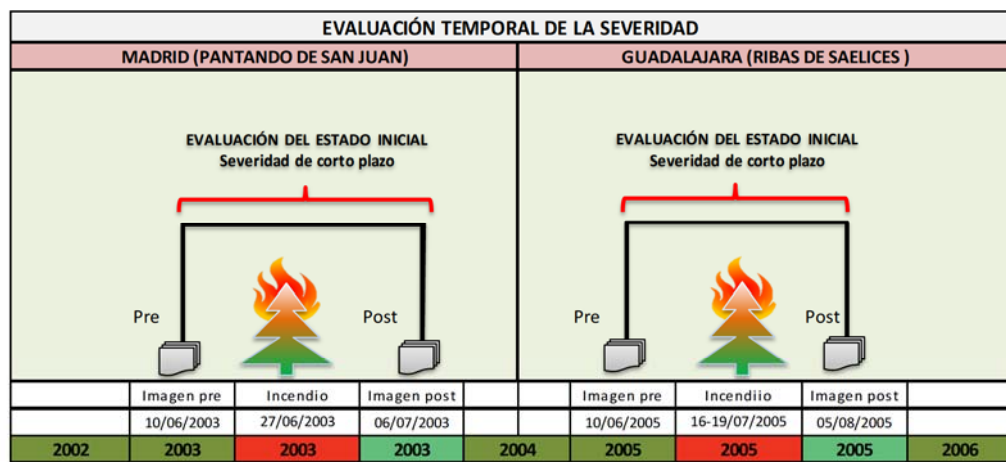 EVALUACIÓN TEMPORAL DE LA SEVERIDAD
MADRID (PANTANDO DE SAN JUAN) GUADALAJARA (RIBAS DE SAELICES )
EVALUACIÓN DEL ESTADO INICIAL
Severidad de corto plazo
Pre
Post
EVALUACIÓN DEL ESTADO INICIAL
Severidad de corto plazo
Pre
Post
Imagen pre Incendio Imagen post Imagen pre Incendiio Imagen post
10/06/2003 27/06/2003 06/07/2003 10/06/2005 16-19/07/2005 05/08/2005
2002 2003 2003 2003 2004 2005 2005 2005 2006